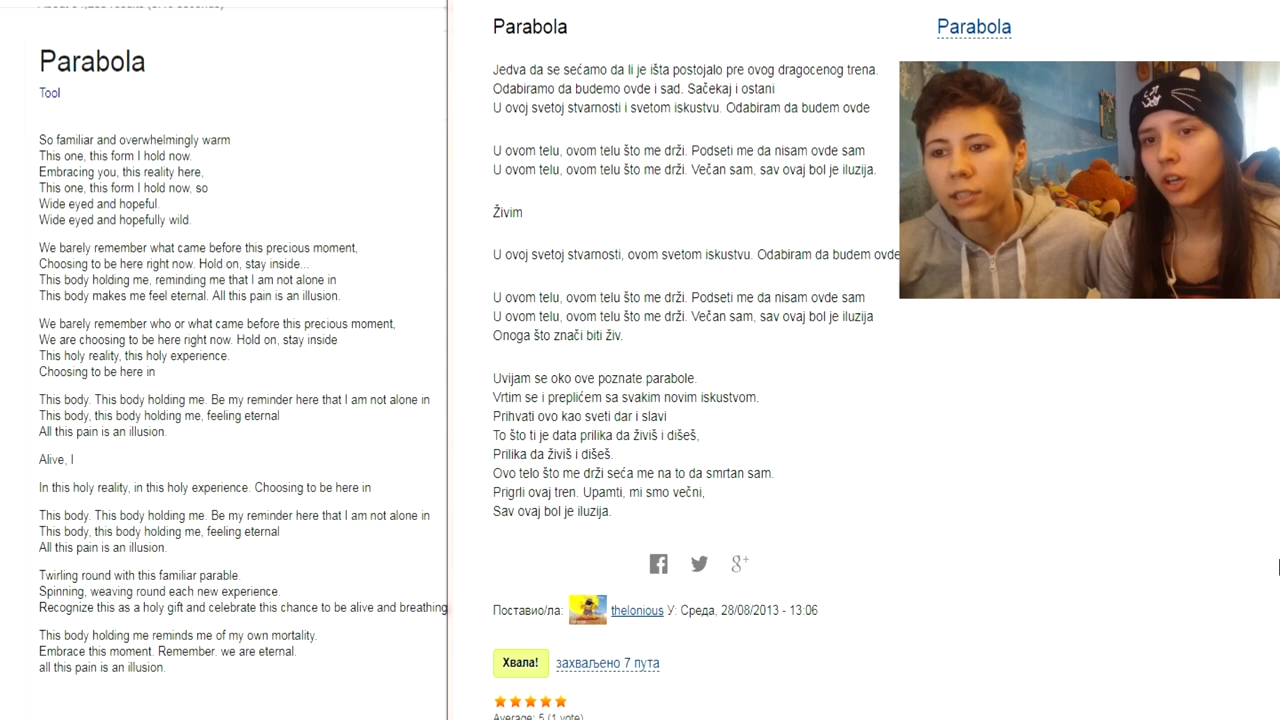 Parabola
Tool
So familiar and overwhelmingly warm
This one, this form I hold now.
Embracing you, this reality here,
This one, this form I hold now, so
Wide eyed and hopeful.
Wide eyed and hopefully wild.
We barely remember what came before this precious moment,
Choosing to be here right now. Hold on, stay inside...
This body holding me, reminding me that I am not alone in
This body makes me feel eternal. All this pain is an illusion.
We barely remember who or what came before this precious moment,
We are choosing to be here right now. Hold on, stay inside
This holy reality, this holy experience.
Choosing to be here in
This body. This body holding me. Be my reminder here that I am not alone in
This body, this body holding me, feeling eternal
All this pain is an illusion.
Alive, I
In this holy reality, in this holy experience. Choosing to be here in
This body. This body holding me. Be my reminder here that I am not alone in
This body, this body holding me, feeling eternal
All this pain is an illusion.
Twirling round with this familiar parable.
Spinning, weaving round each new experience.
Recognize this as a holy gift and celebrate this chance to be alive and breathing
This body holding me reminds me of my own mortality.
Embrace this moment. Remember. we are eternal.
all this pain is an illusion.
Parabola
Jedva da se sećamo da li je išta postojalo pre ovog dragocenog trena.
Odabiramo da budemo ovde i sad. Sačekaj i ostani
U ovoj svetoj stvarnosti i svetom iskustvu. Odabiram da budem ovde
U ovom telu, ovom telu što me drži. Podseti me da nisam ovde sam
U ovom telu, ovom telu što me drži. Večan sam, sav ovaj bol je iluzija.
Živim
U ovoj svetoj stvarnosti, ovom svetom iskustvu. Odabiram da budem ovde
U ovom telu, ovom telu što me drži. Podseti me da nisam ovde sam
U ovom telu, ovom telu što me drži. Večan sam, sav ovaj bol je iluzija
Onoga što znači biti živ.
Uvijam se oko ove poznate parabole.
Vrtim se i preplićem sa svakim novim iskustvom.
Prihvati ovo kao sveti dar i slavi
To što ti je data prilika da živiš i dišeš,
Prilika da živiš i dišeš.
Ovo telo što me drži seća me na to da smrtan sam.
Prigrli ovaj tren. Upamti, mi smo večni,
Sav ovaj bol je iluzija.
g+
Поставио/ла: thelonious У: Среда, 28/08/2013 - 13:06
Хвала! захваљено 7 пута
Average: 5 (1 vote)
Parabola